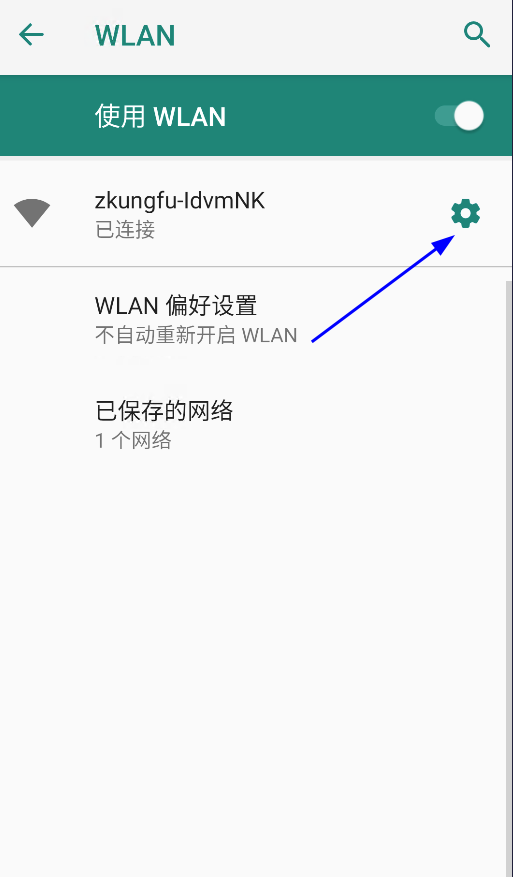 WLAN
使用 WLAN
zkungfu-IdvmNK
已连接
WLAN 偏好设置
不自动重新开启 WLAN
已保存的网络
1 个网络